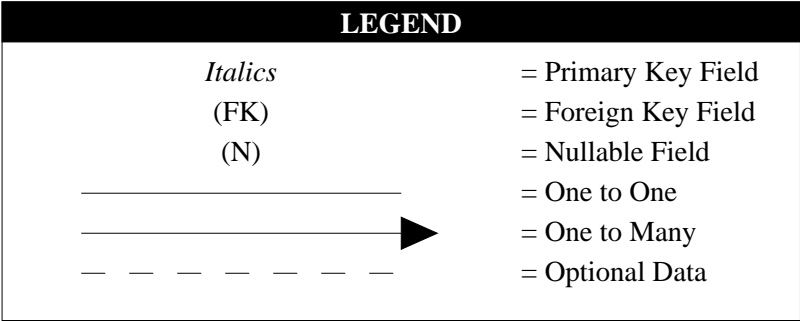 LEGEND
Italics = Primary Key Field
(FK) = Foreign Key Field
(N) = Nullable Field
= One to One
= One to Many
= Optional Data